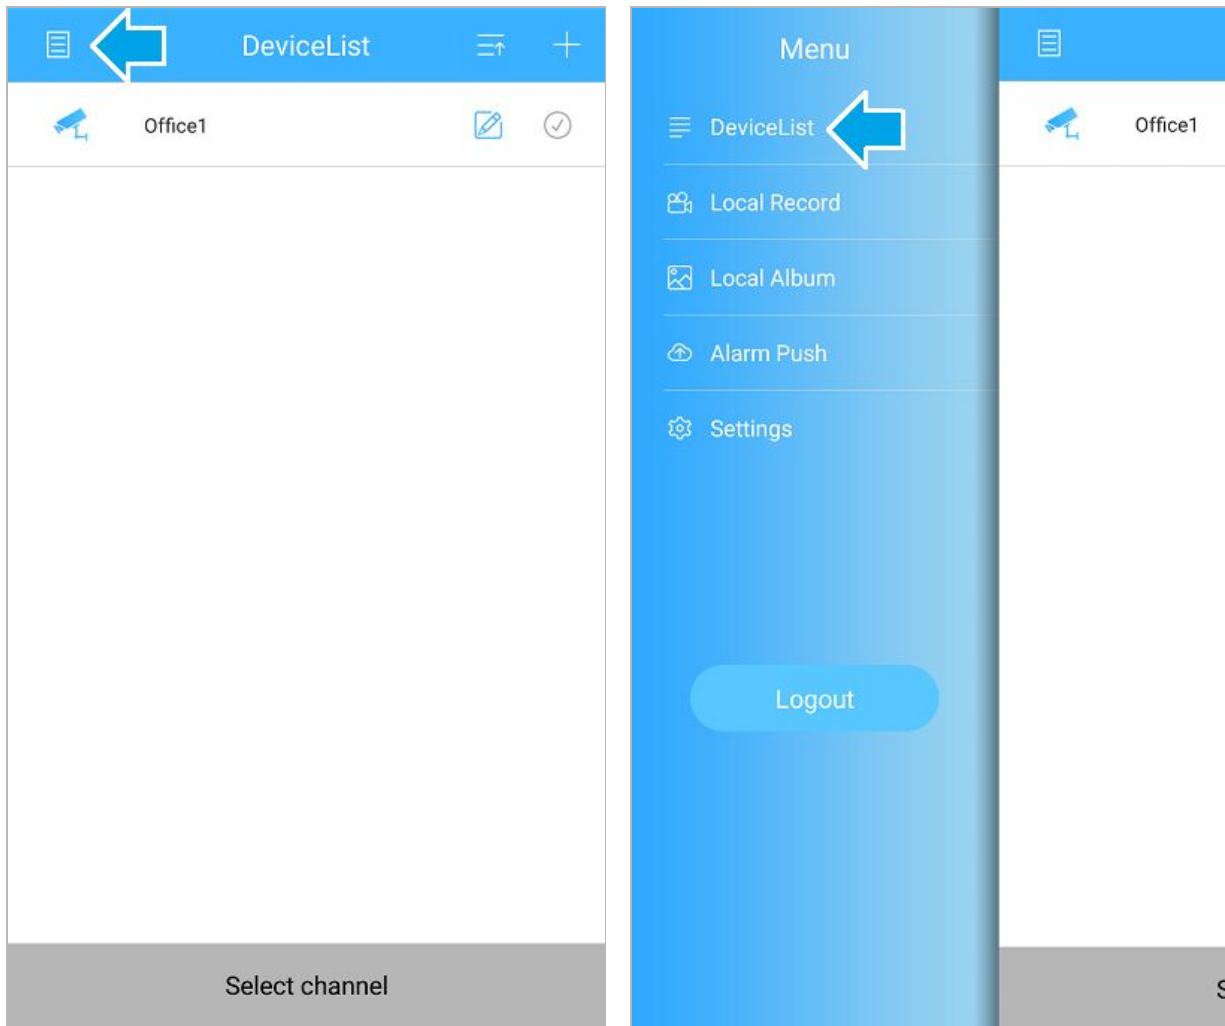 DeviceList
Office1
Select channel
Menu
DeviceList
Local Record
Local Album
Alarm Push
Settings
Logout
Office1
S